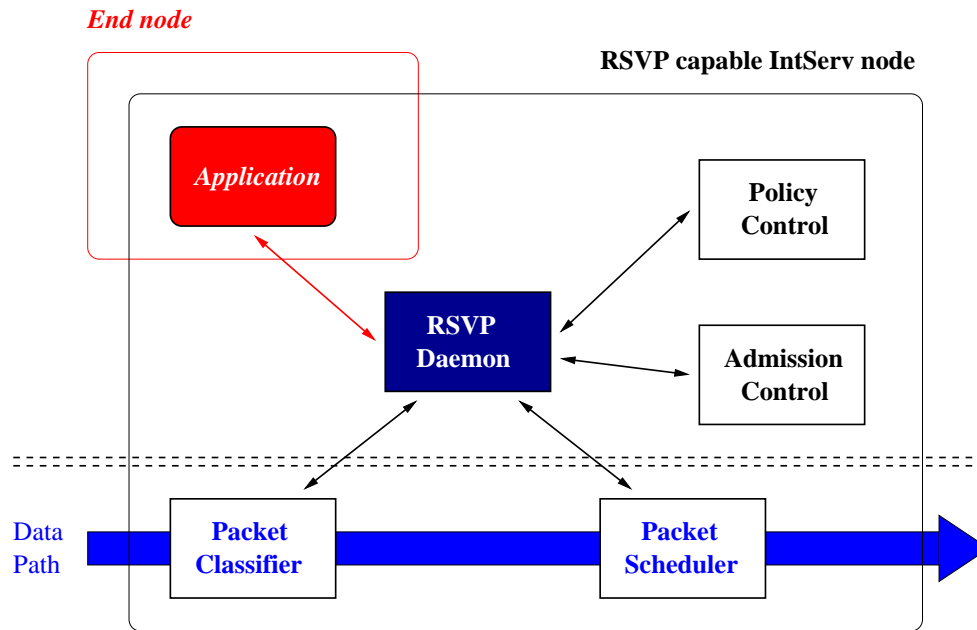 End node
RSVP capable IntServ node
Application
Policy
Control
RSVP
Daemon
Admission
Control
Data
Path
Packet
Classifier
Packet
Scheduler